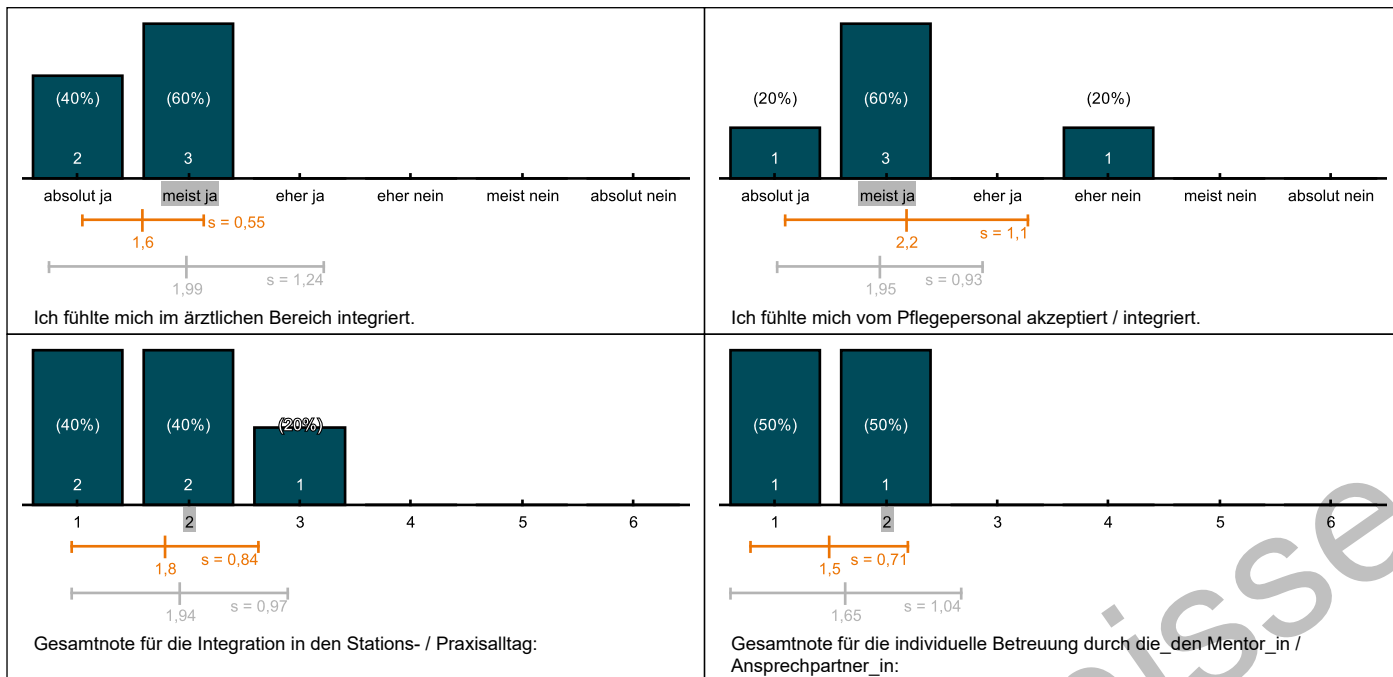 (40%) (60%)
2 3
absolut ja meist ja eher ja eher nein meist nein absolut nein
s = 0,55
1,6
s = 1,24
1,99
Ich fühlte mich im ärztlichen Bereich integriert.
(20%) (60%) (20%)
1 3 1
absolut ja meist ja eher ja eher nein meist nein absolut nein
s = 1,1
2,2
s = 0,93
1,95
Ich fühlte mich vom Pflegepersonal akzeptiert / integriert.
(40%) (40%) (20%)
2 2 1
1 2 3 4 5 6
s = 0,84
1,8
s = 0,97
1,94
Gesamtnote für die Integration in den Stations- / Praxisalltag:
(50%) (50%)
1 1
1 2 3 4 5 6
s = 0,71
1,5
s = 1,04
1,65
Gesamtnote für die individuelle Betreuung durch die_den Mentor_in /
Ansprechpartner_in:
isse